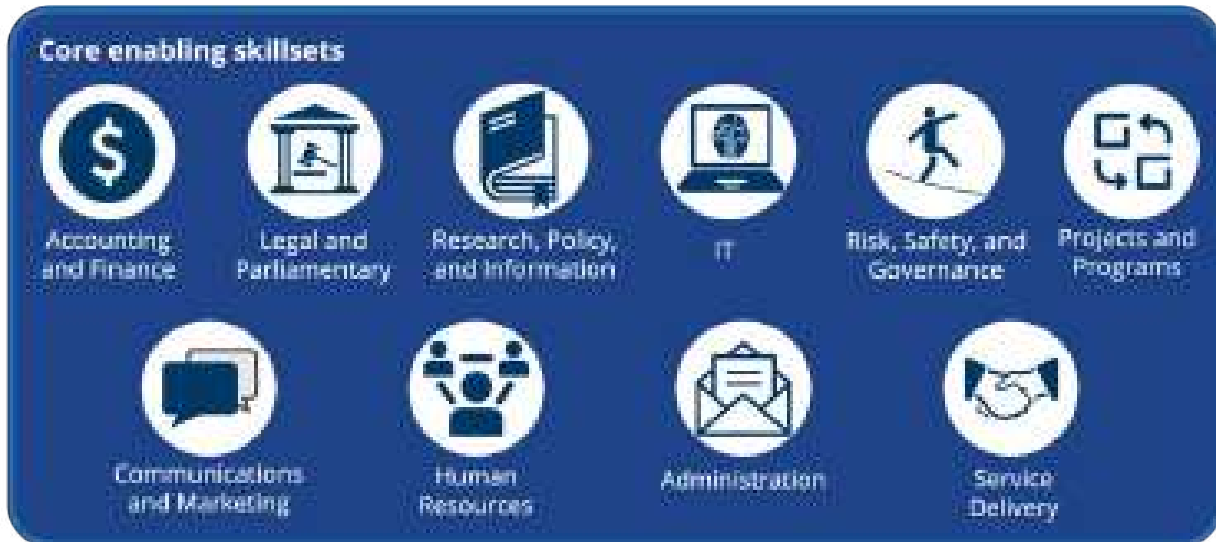 Core enabling skillsets
Accounting
and Finance
Legal and
Parliamentary
Research, Policy,
and Information
IT
Risk, Safety, and
Governance
Projects and
Programs
Communications
and Marketing
Human
Resources
Administration
Service
Delivery